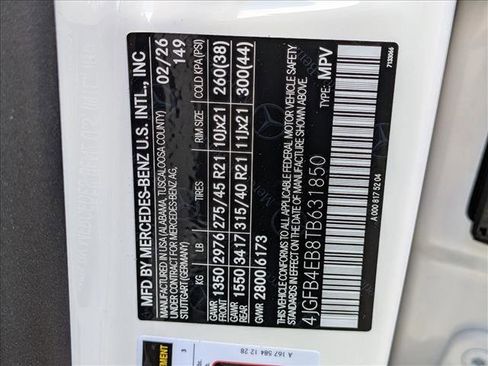 MFD BY MERCEDES-BENZ U.S. INTL., INC
MANUFACTURED IN USA (ALABAMA, TUSCALOOSA COUNTY)
UNDER CONTRACT FOR MERCEDES-BENZ AG,
STUTTGART (GERMANY)
02/26
149
KG LB TIRES RIM SIZE COLD KPA (PSI)
FRONT 1350 2976 275/45 R21 10Jx21 260(38)
REAR 1550 3417 315/40 R21 11Jx21 300(44)
GVWR 2800 6173
THIS VEHICLE CONFORMS TO ALL APPLICABLE FEDERAL MOTOR VEHICLE SAFETY
STANDARDS IN EFFECT ON THE DATE OF MANUFACTURE SHOWN ABOVE.
4JGFB4EB8TB631850 TYPE: MPV
A 000 817 52 04
A 167 584 12 28
3